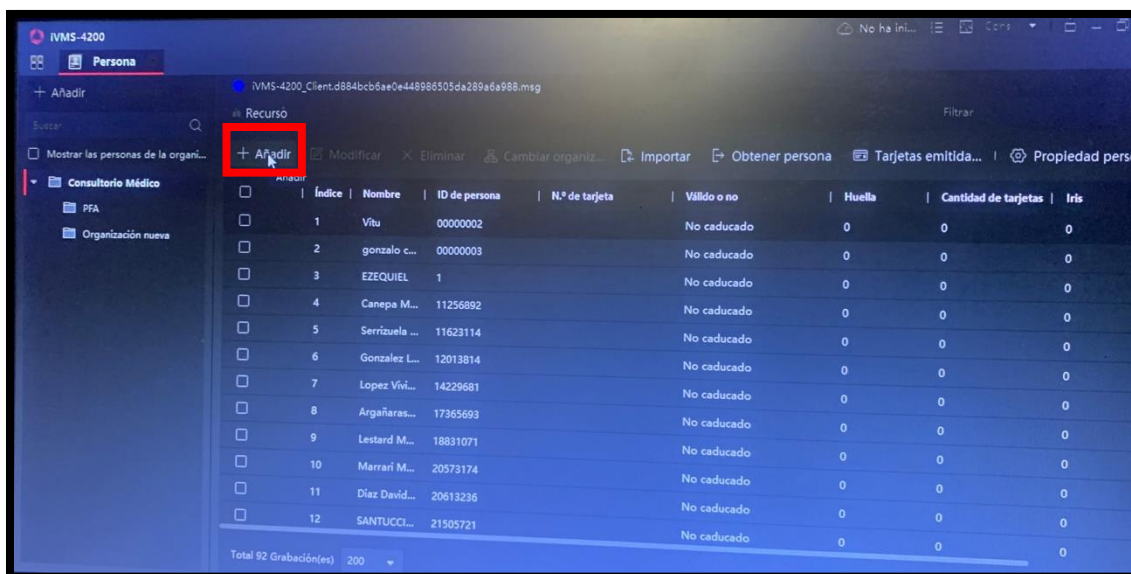 iVMS-4200
No ha ini...
Persona
+ Añadir
iVMS-4200_Client.d884bcb6ae0e448986505da289a6a988.msg
Recurso
Filtrar
Buscar
Mostrar las personas de la organi...
+ Añadir Modificar × Eliminar Cambiar organiz... Importar Obtener persona Tarjetas emitida... Propiedad pers
Añadir
Consultorio Médico
PFA
Organización nueva
Índice Nombre ID de persona N.º de tarjeta Válido o no Huella Cantidad de tarjetas Iris
1 Vitu 00000002 No caducado 0 0 0
2 gonzalo c... 00000003 No caducado 0 0 0
3 EZEQUIEL 1 No caducado 0 0 0
4 Canepa M... 11256892 No caducado 0 0 0
5 Serrizuela ... 11623114 No caducado 0 0 0
6 Gonzalez L... 12013814 No caducado 0 0 0
7 Lopez Vivi... 14229681 No caducado 0 0 0
8 Argañaras... 17365693 No caducado 0 0 0
9 Lestard M... 18831071 No caducado 0 0 0
10 Marrari M... 20573174 No caducado 0 0 0
11 Díaz David... 20613236 No caducado 0 0 0
12 SANTUCCI... 21505721 No caducado 0 0 0
Total 92 Grabación(es) 200